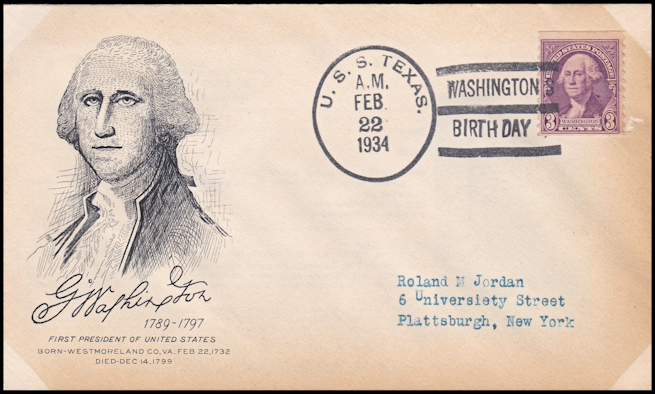 U. S. S. TEXAS.
A.M.
FEB.
22
1934
WASHINGTON S
BIRTHDAY
UNITED STATES POSTAGE
3 WASHINGTON 3
CENTS
G Washington
1789-1797
FIRST PRESIDENT OF UNITED STATES
BORN-WESTMORELAND CO, VA, FEB 22, 1732
DIED-DEC 14, 1799
Roland M Jordan
6 Universiety Street
Plattsburgh, New York